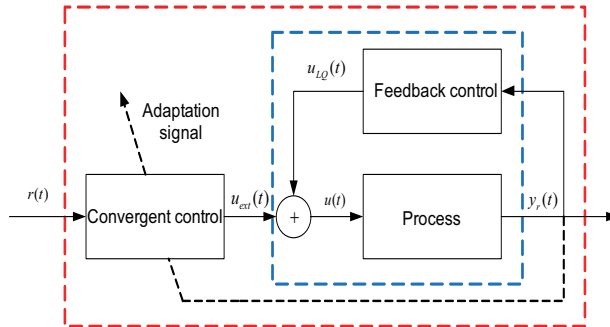 u_LQ(t)
Feedback control
Adaptation
signal
r(t)
Convergent control
u_ext(t)
+
u(t)
Process
y_r(t)